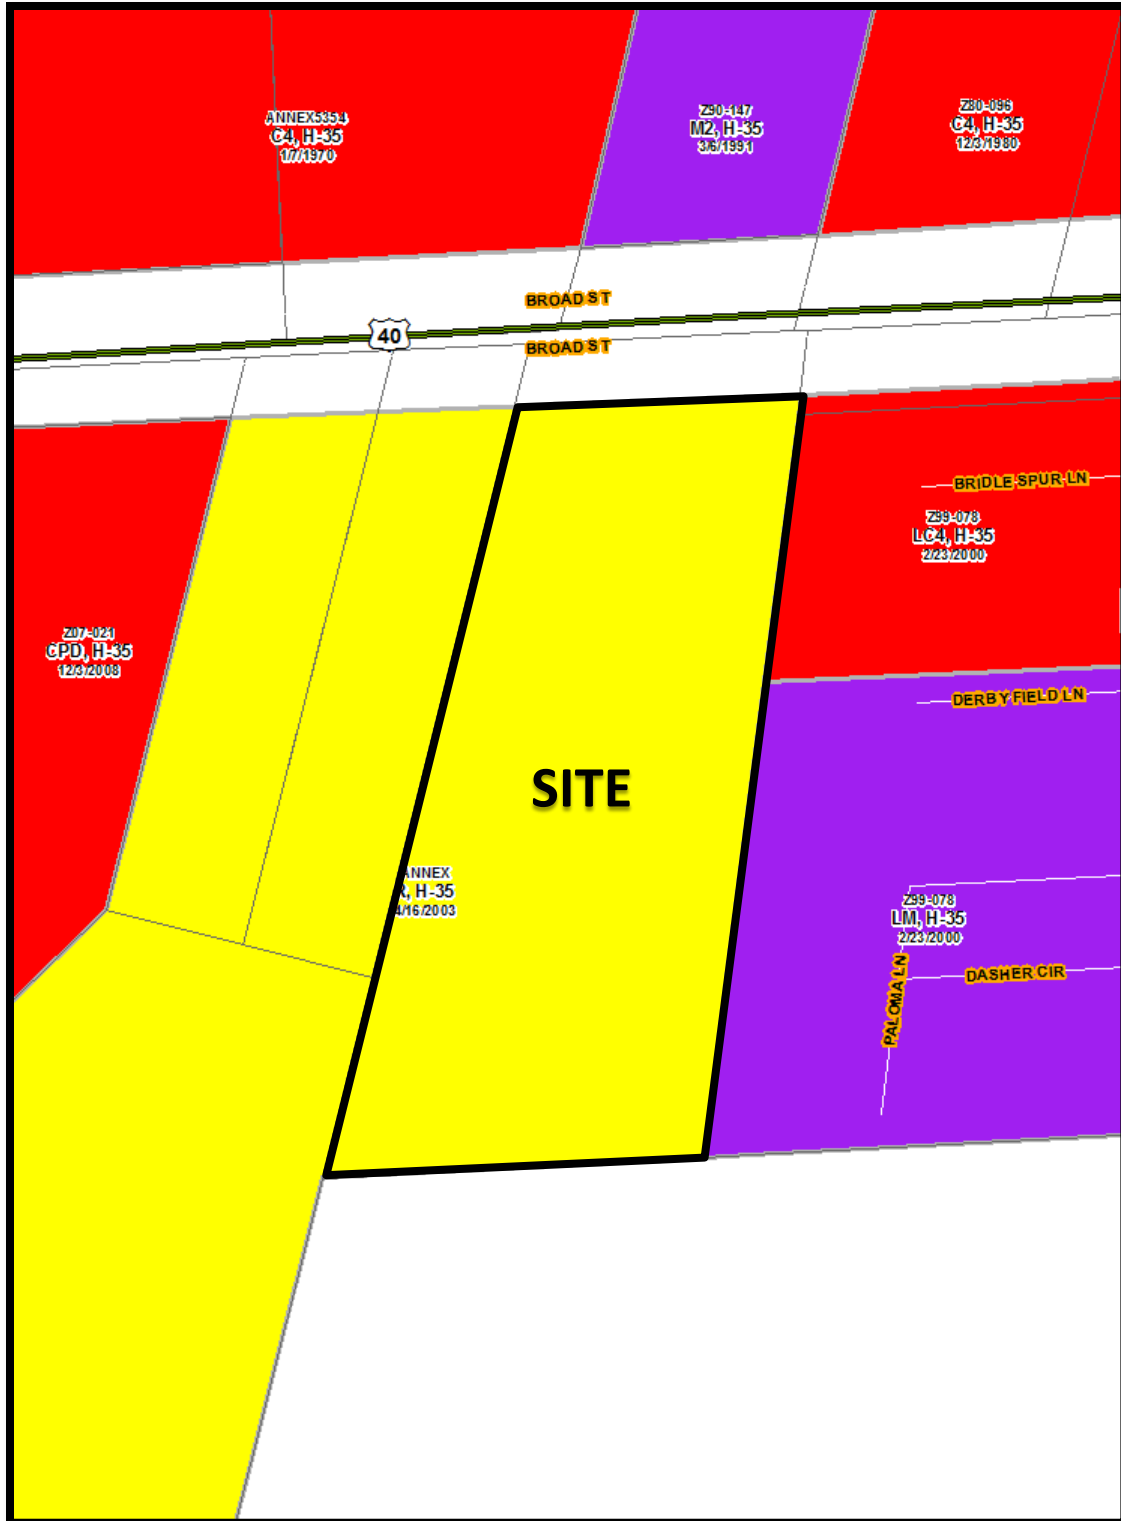 ANNEX5354
C4, H-35
1/7/1970
Z90-147
M2, H-35
3/6/1991
Z80-096
C4, H-35
12/3/1980
BROAD ST
40
BROAD ST
BRIDLE SPUR LN
Z99-078
LC4, H-35
2/23/2000
Z07-021
CPD, H-35
12/3/2008
DERBY FIELD LN
SITE
ANNEX
R, H-35
4/16/2003
Z99-078
LM, H-35
2/23/2000
PALOMA LN
DASHER CIR